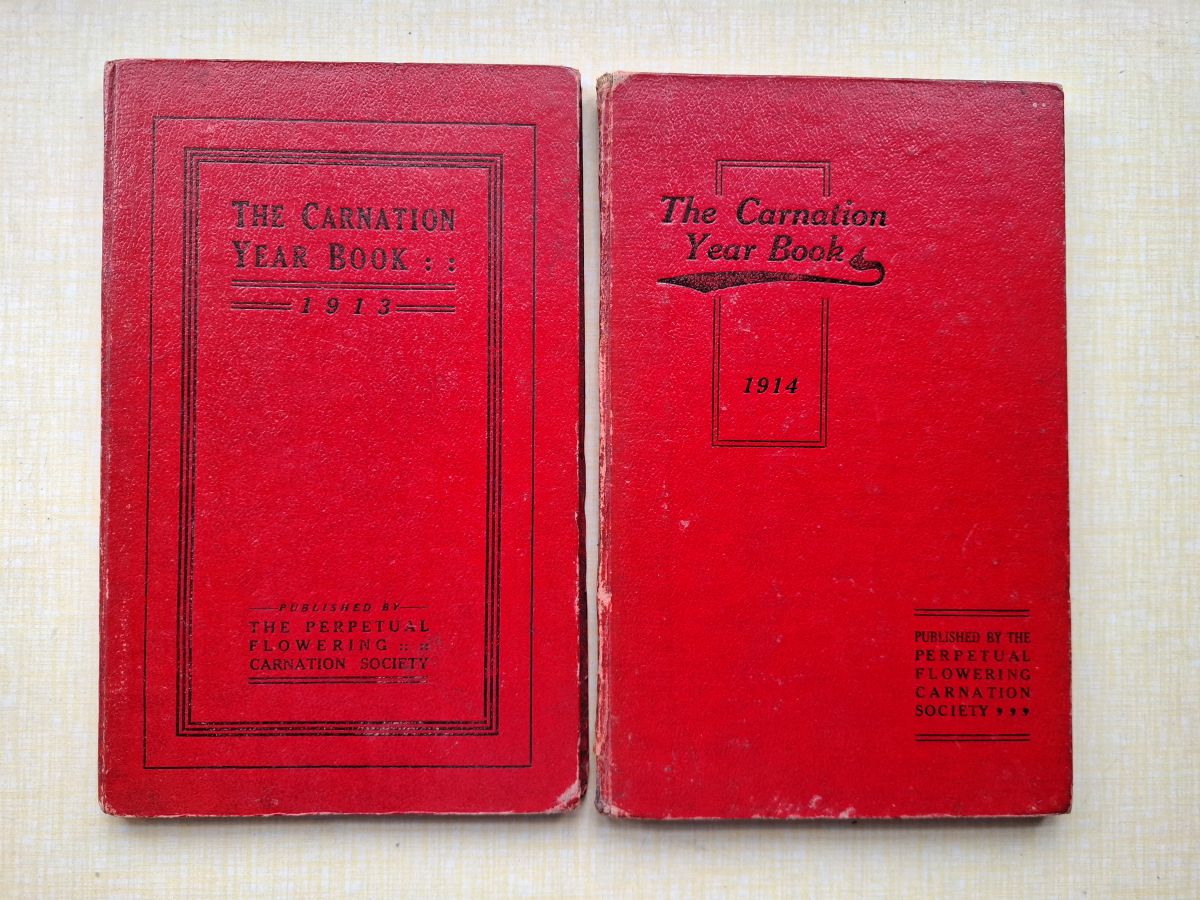 THE CARNATION
YEAR BOOK : :
1913
PUBLISHED BY
THE PERPETUAL
FLOWERING :: ::
CARNATION SOCIETY
The Carnation
Year Book
1914
PUBLISHED BY THE
PERPETUAL
FLOWERING
CARNATION
SOCIETY , , ,